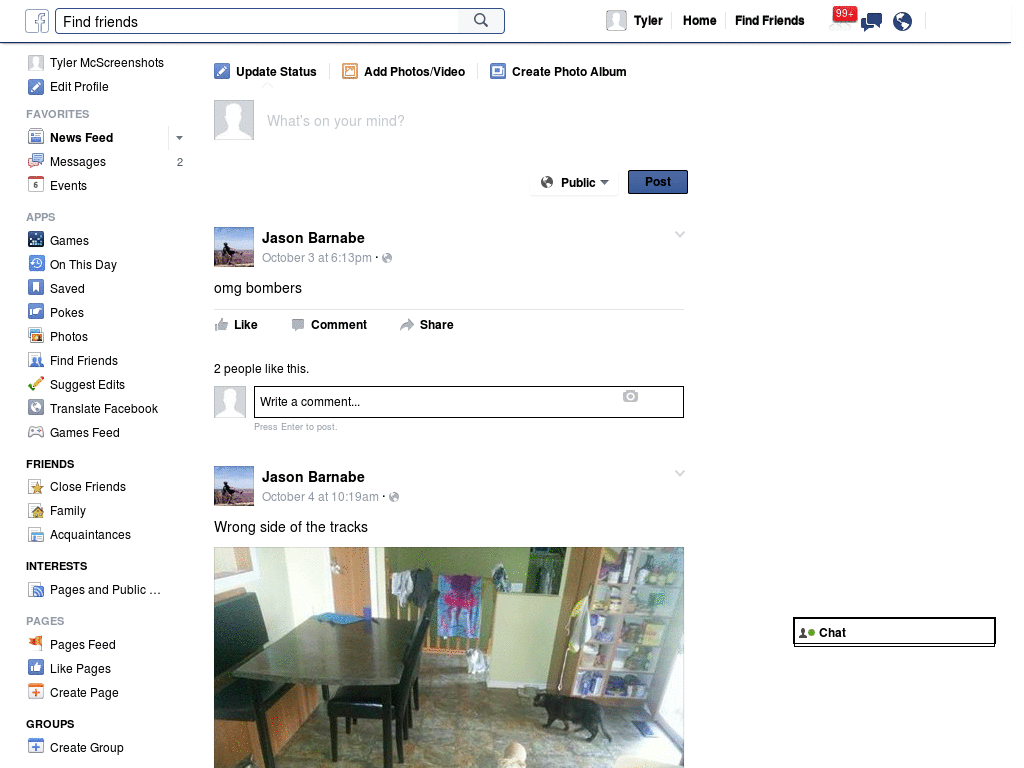 Find friends
Tyler
Home
Find Friends
99+
Tyler McScreenshots
Edit Profile
FAVORITES
News Feed
Messages 2
6 Events
APPS
Games
On This Day
Saved
Pokes
Photos
Find Friends
Suggest Edits
Translate Facebook
Games Feed
FRIENDS
Close Friends
Family
Acquaintances
INTERESTS
Pages and Public ...
PAGES
Pages Feed
Like Pages
Create Page
GROUPS
Create Group
Update Status
Add Photos/Video
Create Photo Album
What's on your mind?
Public
Post
Jason Barnabe
October 3 at 6:13pm ·
omg bombers
Like Comment Share
2 people like this.
Write a comment...
Press Enter to post.
Jason Barnabe
October 4 at 10:19am ·
Wrong side of the tracks
Chat